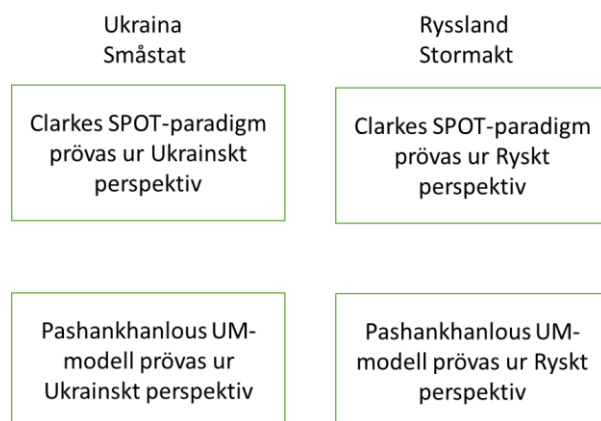 Ukraina
Småstat
Ryssland
Stormakt
Clarkes SPOT-paradigm
prövas ur Ukrainskt
perspektiv
Clarkes SPOT-paradigm
prövas ur Ryskt
perspektiv
Pashankhanlous UM-
modell prövas ur
Ukrainskt perspektiv
Pashankhanlous UM-
modell prövas ur Ryskt
perspektiv